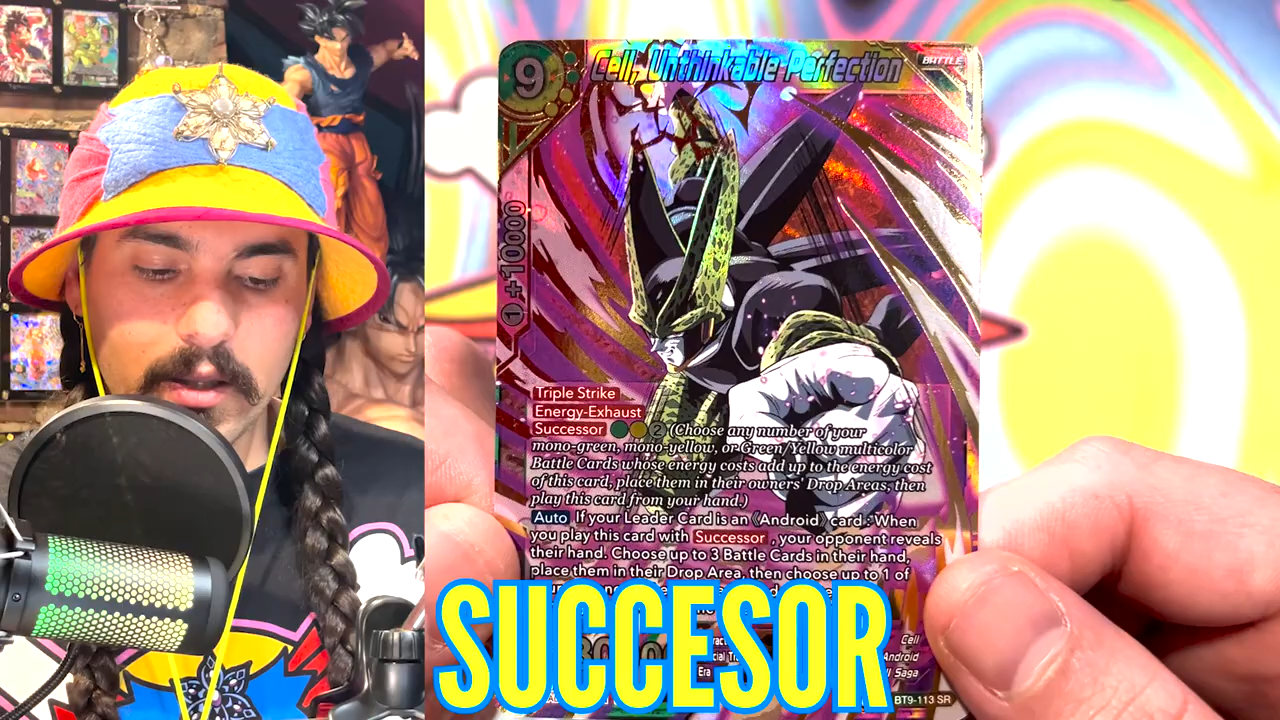 9
Cell, Unthinkable Perfection
BATTLE
1 +10000
Triple Strike
Energy-Exhaust
Successor 2 (Choose any number of your
mono-green, mono-yellow, or Green/Yellow multicolor
Battle Cards whose energy costs add up to the energy cost
of this card, place them in their owners' Drop Areas, then
play this card from your hand.)
Auto If your Leader Card is an 《Android》 card : When
you play this card with Successor , your opponent reveals
their hand. Choose up to 3 Battle Cards in their hand,
place them in their Drop Area, then choose up to 1 of
SUCCESOR
Cell
Android
Era
Saga
BT9-113 SR